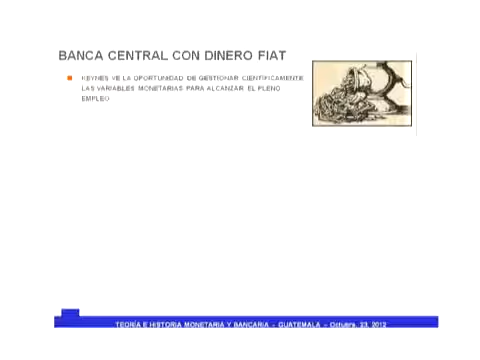 BANCA CENTRAL CON DINERO FIAT
KEYNES VE LA OPORTUNIDAD DE GESTIONAR CIENTÍFICAMENTE
LAS VARIABLES MONETARIAS PARA ALCANZAR EL PLENO
EMPLEO
TEORÍA E HISTORIA MONETARIA Y BANCARIA - GUATEMALA - Octubre, 23, 2012